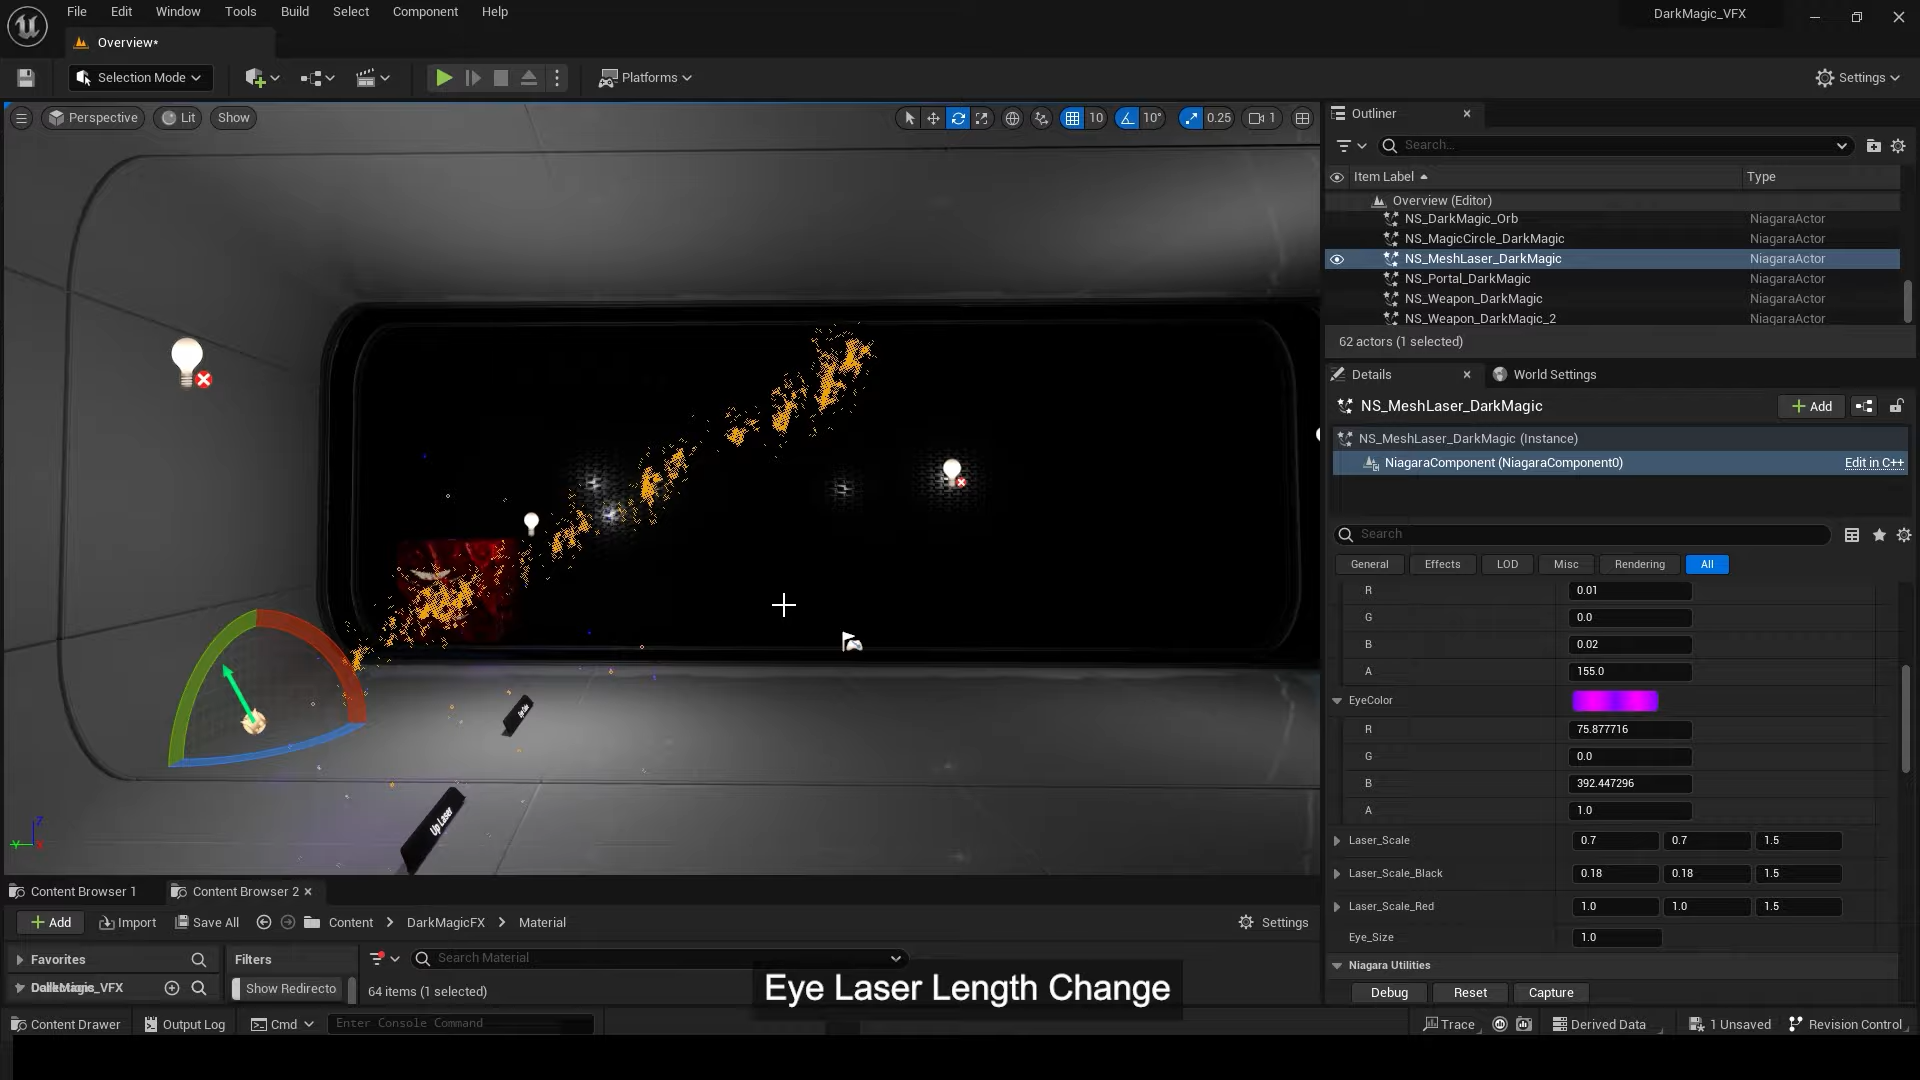 File Edit Window Tools Build Select Component Help
DarkMagic_VFX
Overview*
Selection Mode
Platforms
Settings
Perspective Lit Show
10 10° 0.25 1
Up Laser
Outliner
Search...
Item Label Type
Overview (Editor)
NS_DarkMagic_Orb NiagaraActor
NS_MagicCircle_DarkMagic NiagaraActor
NS_MeshLaser_DarkMagic NiagaraActor
NS_Portal_DarkMagic NiagaraActor
NS_Weapon_DarkMagic NiagaraActor
NS_Weapon_DarkMagic_2 NiagaraActor
62 actors (1 selected)
Details World Settings
NS_MeshLaser_DarkMagic Add
NS_MeshLaser_DarkMagic (Instance)
NiagaraComponent (NiagaraComponent0) Edit in C++
Search
General Effects LOD Misc Rendering All
R 0.01
G 0.0
B 0.02
A 155.0
EyeColor
R 75.877716
G 0.0
B 392.447296
A 1.0
Laser_Scale 0.7 0.7 1.5
Laser_Scale_Black 0.18 0.18 1.5
Laser_Scale_Red 1.0 1.0 1.5
Eye_Size 1.0
Niagara Utilities
Debug Reset Capture
Content Browser 1 Content Browser 2
Add Import Save All Content DarkMagicFX Material Settings
Favorites Filters Search Material
Show Redirecto 64 items (1 selected)
Eye Laser Length Change
Content Drawer Output Log Cmd Enter Console Command Trace Derived Data 1 Unsaved Revision Control